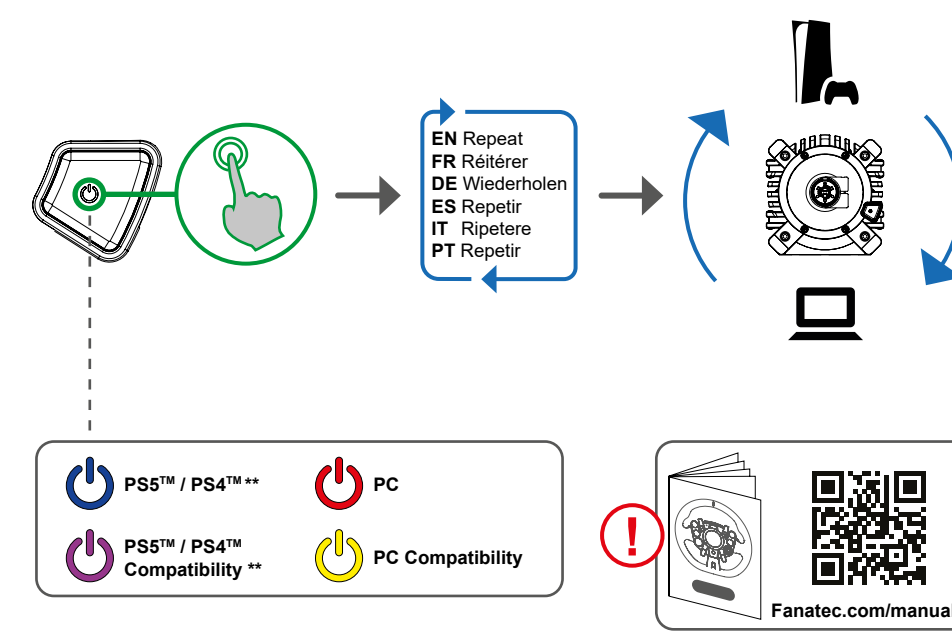 EN Repeat
FR Réitérer
DE Wiederholen
ES Repetir
IT Ripetere
PT Repetir
PS5™ / PS4™ **
PC
PS5™ / PS4™
Compatibility **
PC Compatibility
!
Fanatec.com/manual